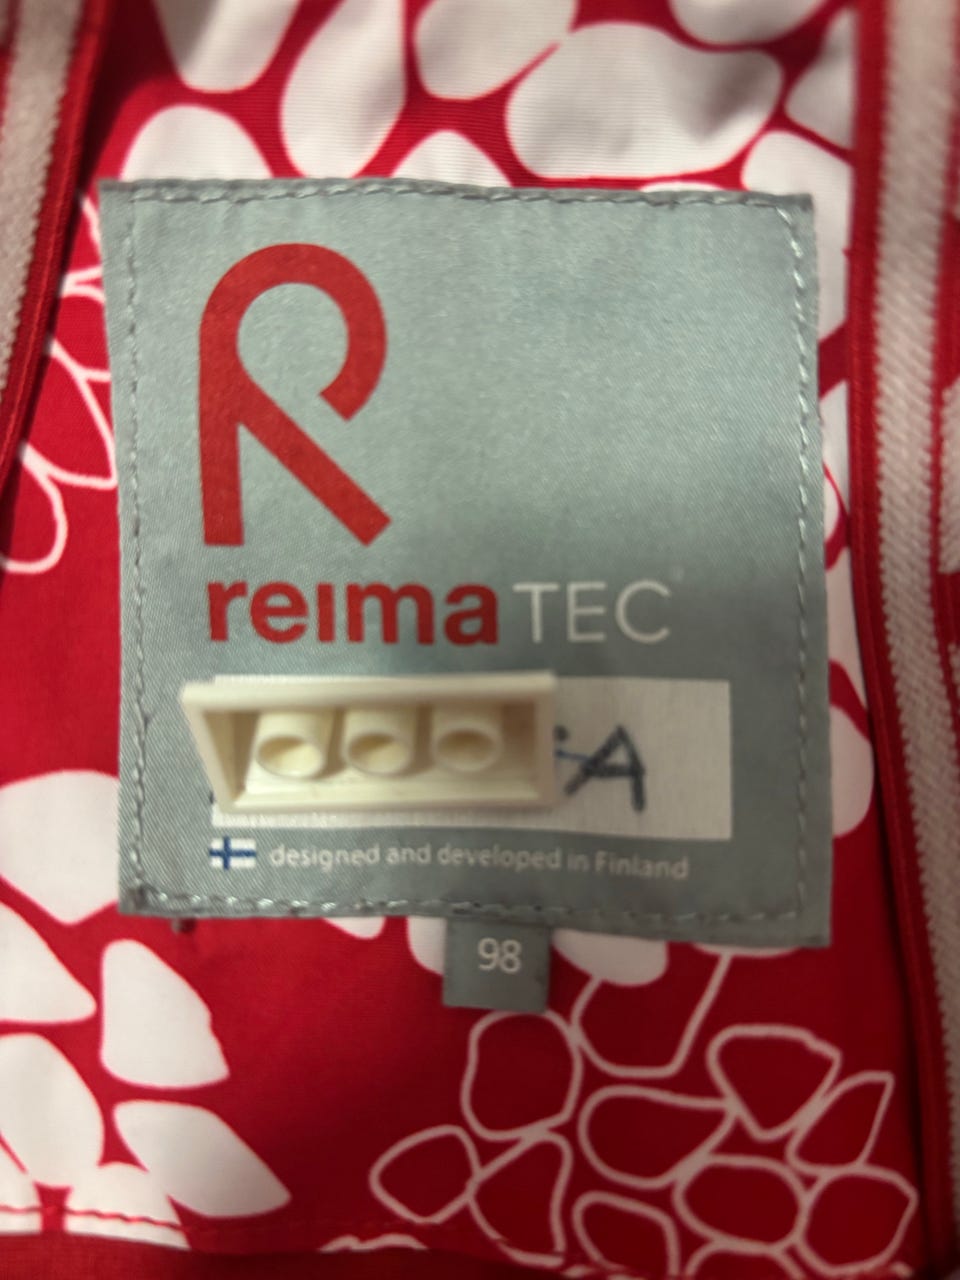 reima TEC
A
designed and developed in Finland
98